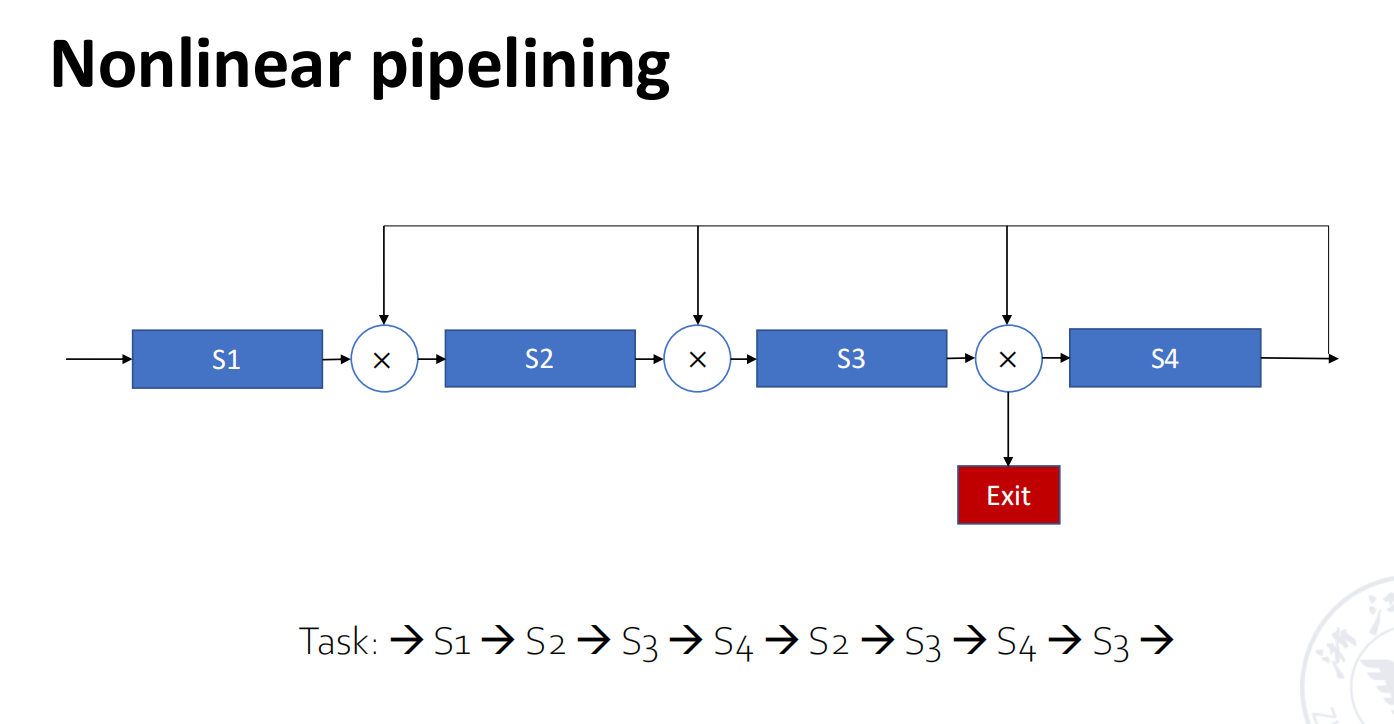 Nonlinear pipelining
S1 × S2 × S3 × S4
Exit
Task: → S1 → S2 → S3 → S4 → S2 → S3 → S4 → S3 →